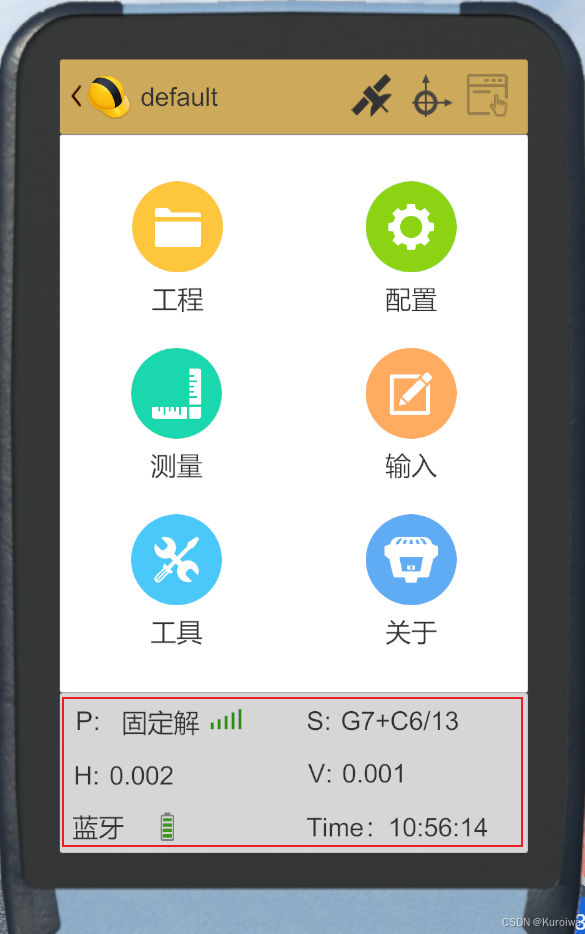 default
工程
配置
测量
输入
工具
关于
P: 固定解
S: G7+C6/13
H: 0.002
V: 0.001
蓝牙
Time：10:56:14
CSDN @Kuroiwa
3